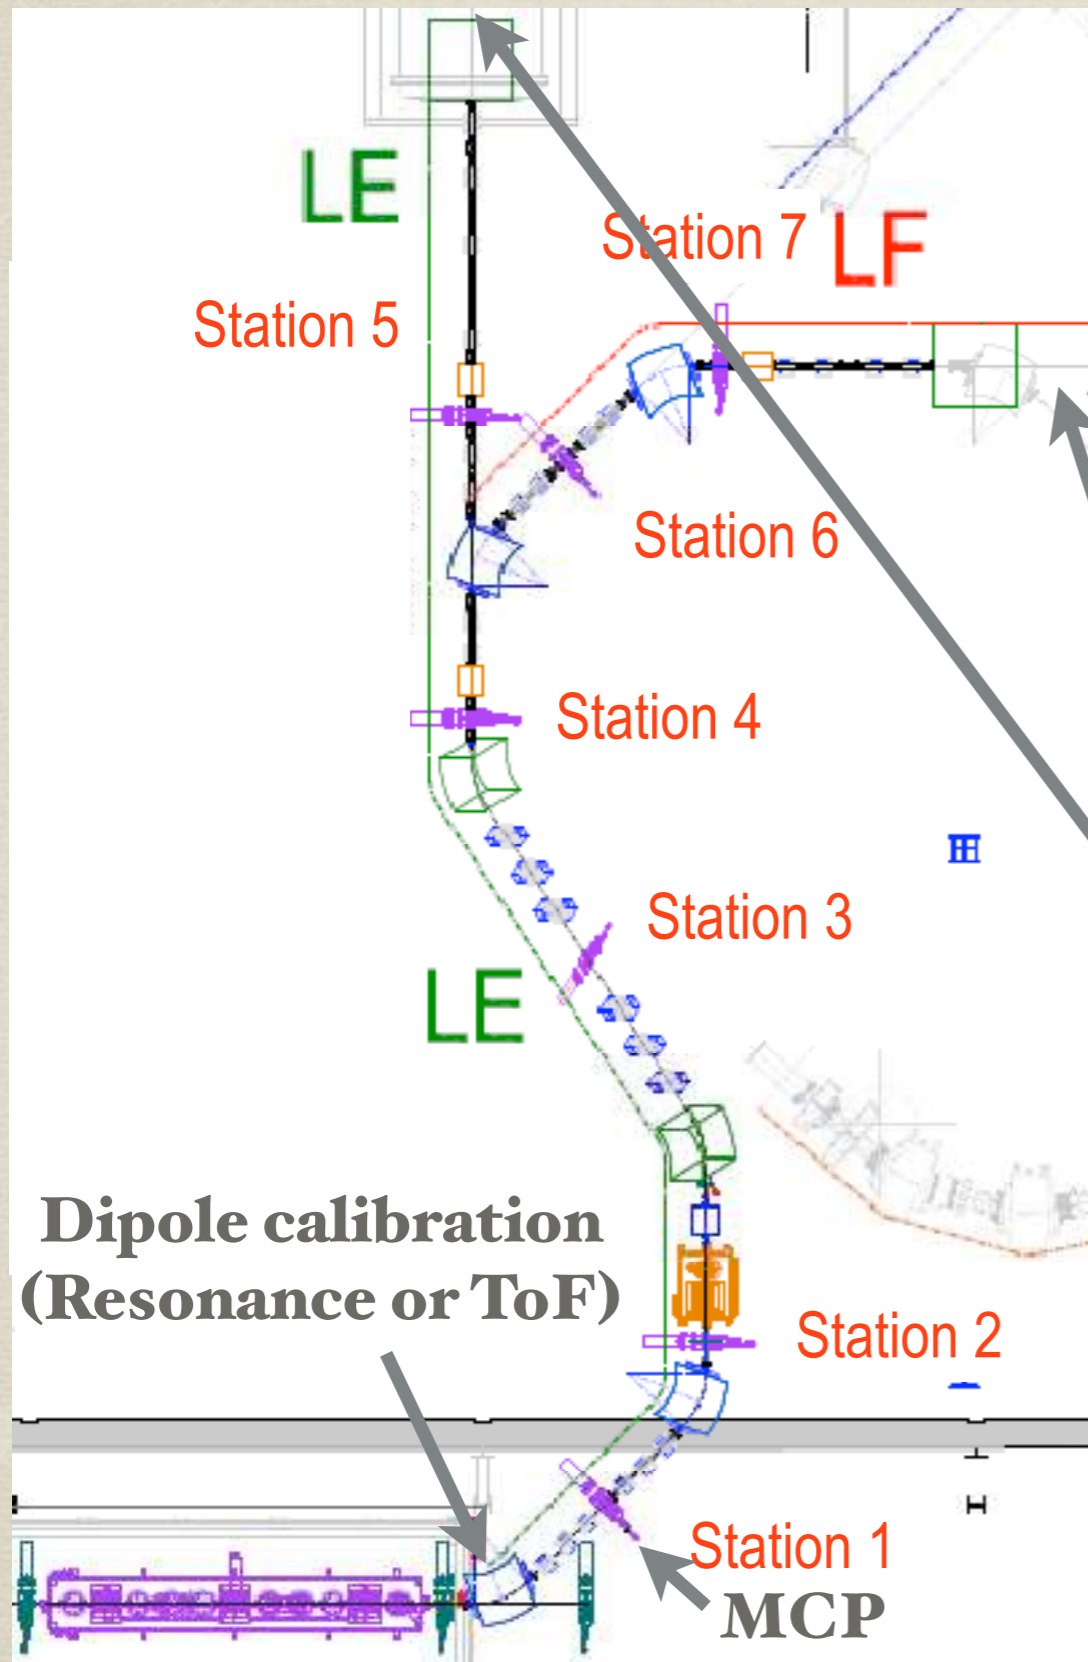 LE
Station 7
LF
Station 5
Station 6
Station 4
Station 3
LE
Dipole calibration
(Resonance or ToF)
Station 2
Station 1
MCP